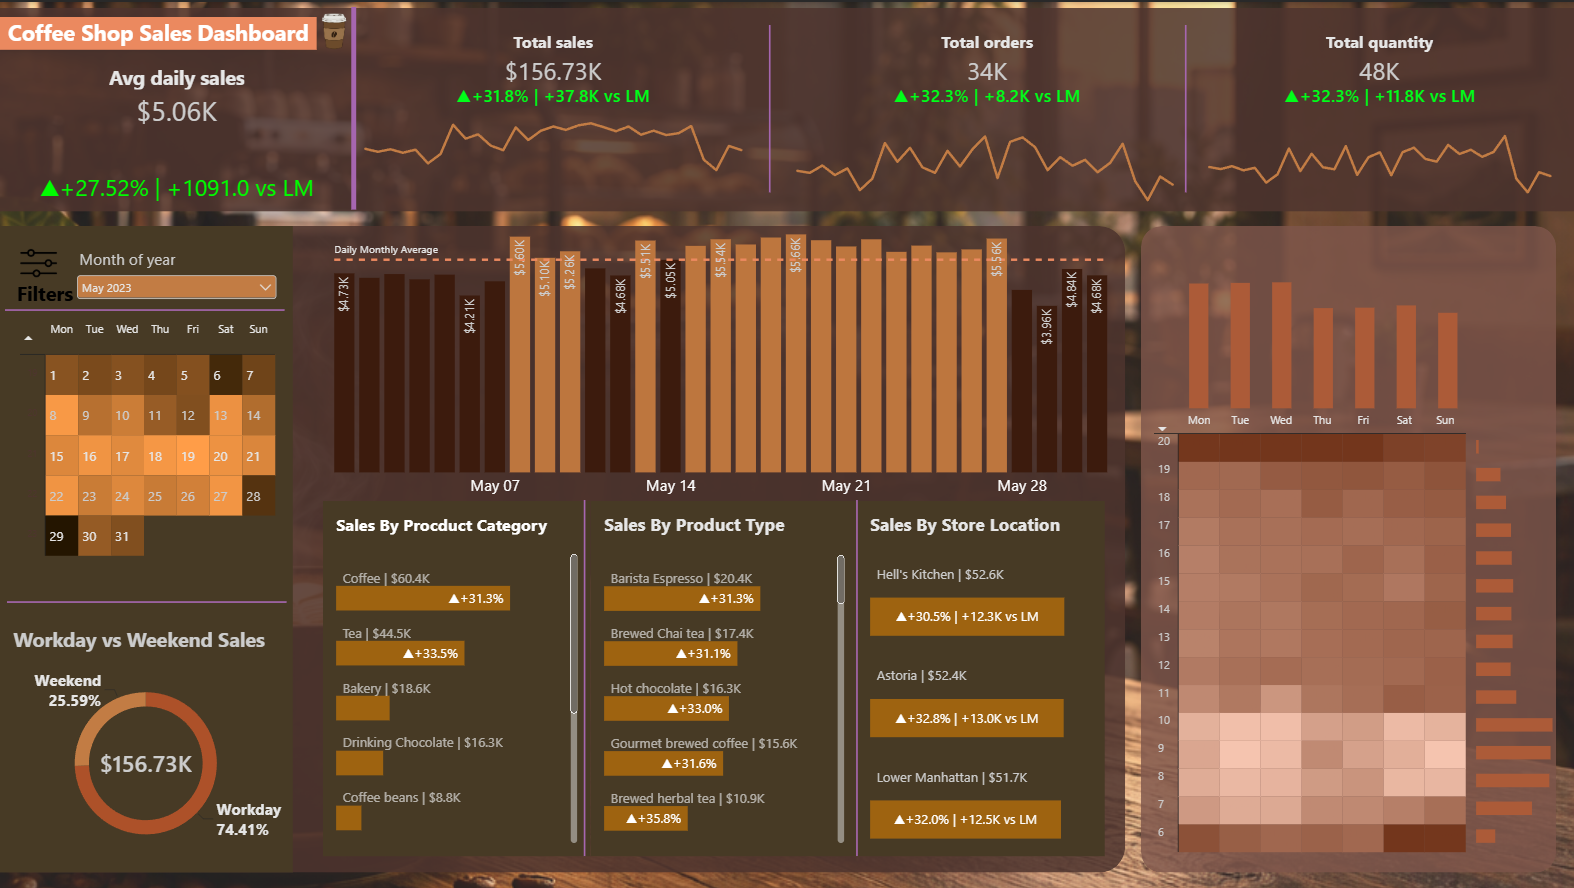 Coffee Shop Sales Dashboard
Avg daily sales
$5.06K
▲+27.52% | +1091.0 vs LM
Total sales
$156.73K
▲+31.8% | +37.8K vs LM
Total orders
34K
▲+32.3% | +8.2K vs LM
Total quantity
48K
▲+32.3% | +11.8K vs LM
Filters
Month of year
May 2023
Mon Tue Wed Thu Fri Sat Sun
1 2 3 4 5 6 7
8 9 10 11 12 13 14
15 16 17 18 19 20 21
22 23 24 25 26 27 28
29 30 31
Workday vs Weekend Sales
Weekend
25.59%
$156.73K
Workday
74.41%
Daily Monthly Average
$4.73K
$4.21K
$5.60K
$5.10K
$5.26K
$4.68K
$5.51K
$5.05K
$5.54K
$5.66K
$5.56K
$3.96K
$4.84K
$4.68K
May 07 May 14 May 21 May 28
Sales By Procduct Category
Coffee | $60.4K
▲+31.3%
Tea | $44.5K
▲+33.5%
Bakery | $18.6K
Drinking Chocolate | $16.3K
Coffee beans | $8.8K
Sales By Product Type
Barista Espresso | $20.4K
▲+31.3%
Brewed Chai tea | $17.4K
▲+31.1%
Hot chocolate | $16.3K
▲+33.0%
Gourmet brewed coffee | $15.6K
▲+31.6%
Brewed herbal tea | $10.9K
▲+35.8%
Sales By Store Location
Hell's Kitchen | $52.6K
▲+30.5% | +12.3K vs LM
Astoria | $52.4K
▲+32.8% | +13.0K vs LM
Lower Manhattan | $51.7K
▲+32.0% | +12.5K vs LM
Mon Tue Wed Thu Fri Sat Sun
20
19
18
17
16
15
14
13
12
11
10
9
8
7
6